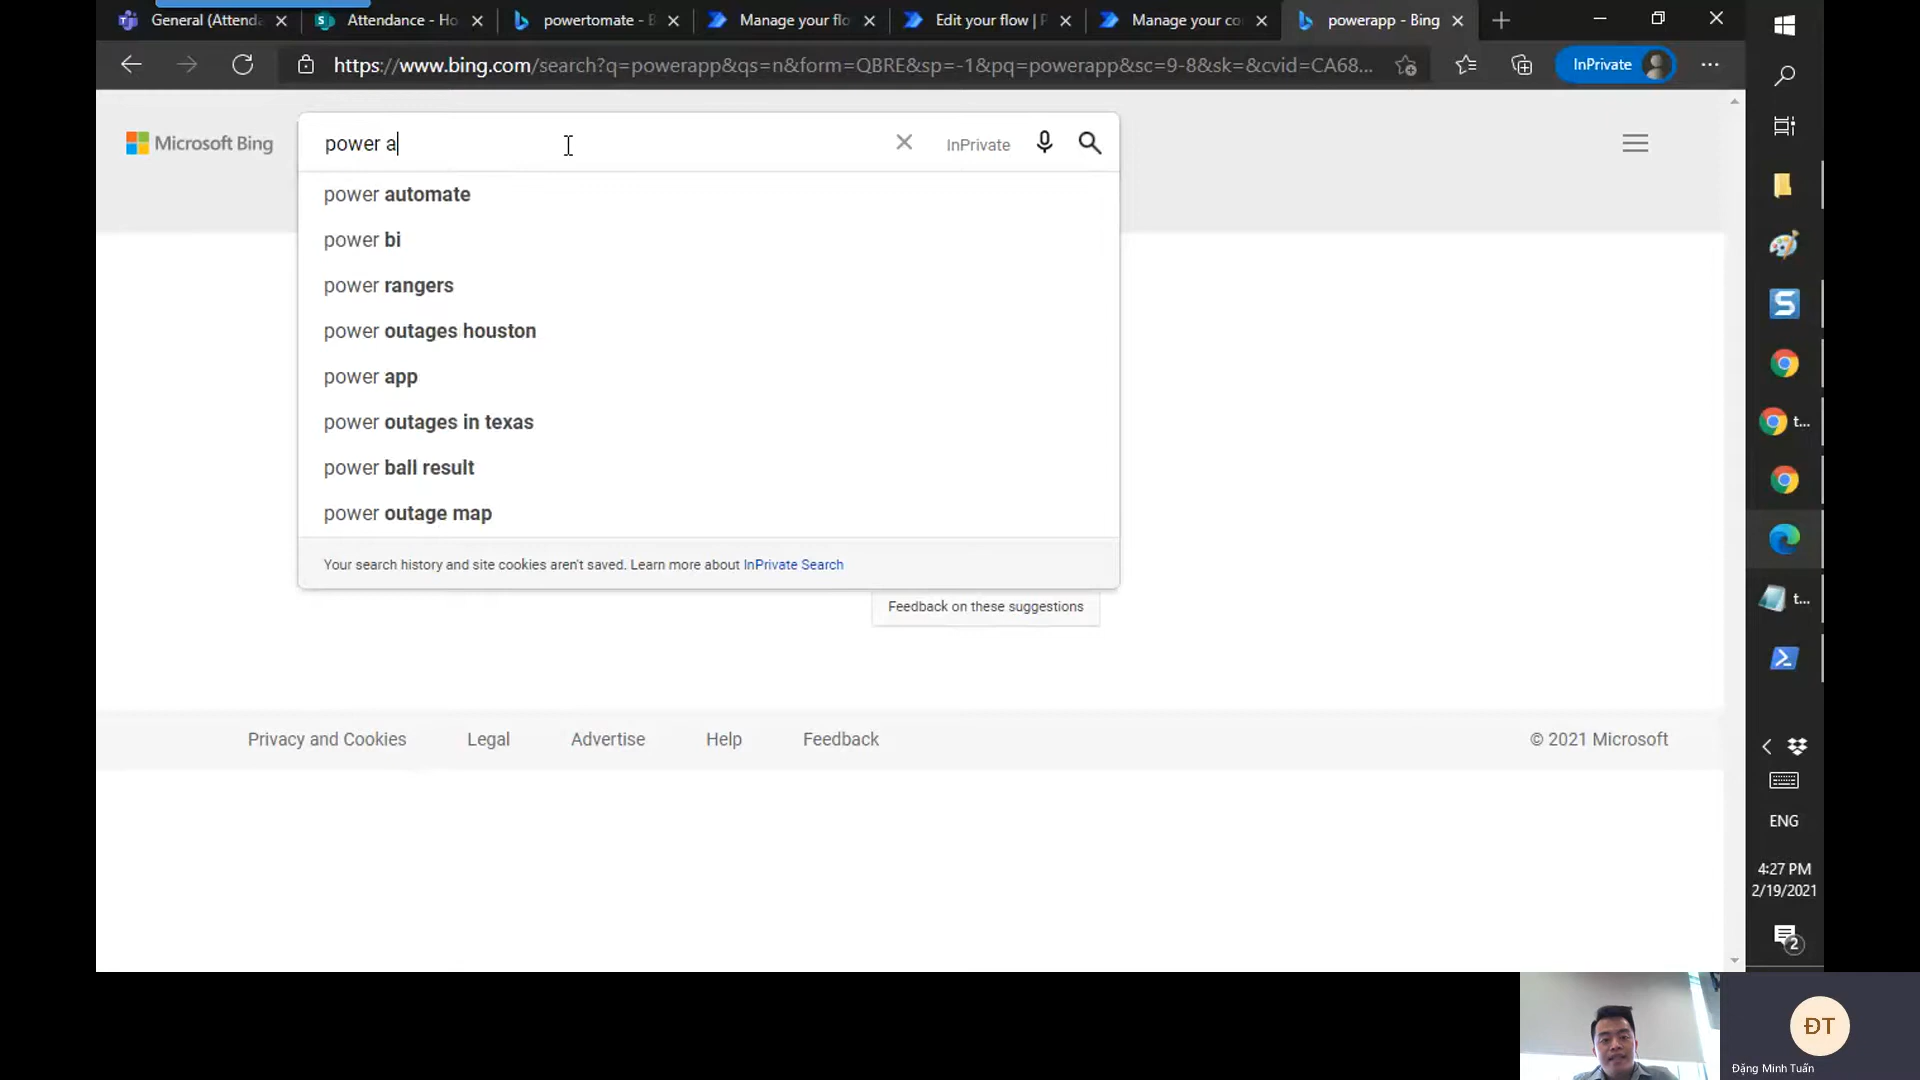 General (Attenda
Attendance - Ho
powertomate - B
Manage your flo
Edit your flow | P
Manage your co
powerapp - Bing
https://www.bing.com/search?q=powerapp&qs=n&form=QBRE&sp=-1&pq=powerapp&sc=9-8&sk=&cvid=CA68...
InPrivate
Microsoft Bing
power a
InPrivate
power automate
power bi
power rangers
power outages houston
power app
power outages in texas
power ball result
power outage map
Your search history and site cookies aren't saved. Learn more about InPrivate Search
Feedback on these suggestions
Privacy and Cookies
Legal
Advertise
Help
Feedback
© 2021 Microsoft
t...
t...
ENG
4:27 PM
2/19/2021
2
ĐT
Đặng Minh Tuấn